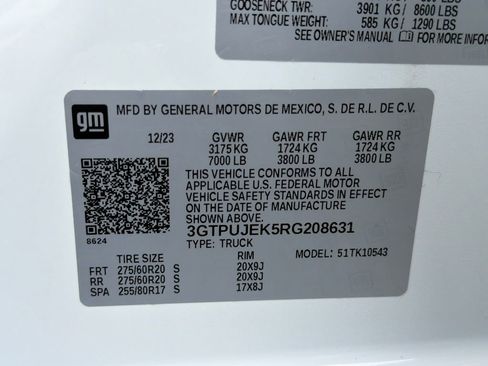 GOOSENECK TWR: 3901 KG/ 8600 LBS
MAX TONGUE WEIGHT: 585 KG/ 1290 LBS
SEE OWNER'S MANUAL FOR MORE INFORMATION
gm
MFD BY GENERAL MOTORS DE MEXICO, S. DE R.L. DE C.V.
12/23 GVWR GAWR FRT GAWR RR
3175 KG 1724 KG 1724 KG
7000 LB 3800 LB 3800 LB
THIS VEHICLE CONFORMS TO ALL
APPLICABLE U.S. FEDERAL MOTOR
VEHICLE SAFETY STANDARDS IN EFFECT
ON THE DATE OF MANUFACTURE
SHOWN ABOVE.
8624
3GTPUJEK5RG208631
TYPE: TRUCK
MODEL: 51TK10543
TIRE SIZE RIM
FRT 275/60R20 S 20X9J
RR 275/60R20 S 20X9J
SPA 255/80R17 S 17X8J